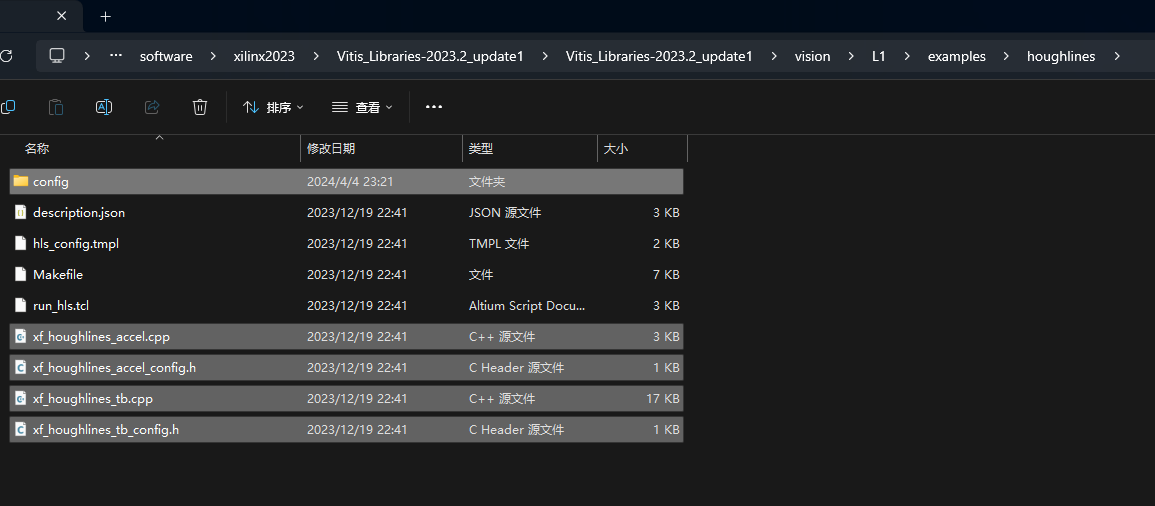 ··· software xilinx2023 Vitis_Libraries-2023.2_update1 Vitis_Libraries-2023.2_update1 vision L1 examples houghlines
排序 查看 ···
名称 修改日期 类型 大小
config 2024/4/4 23:21 文件夹
description.json 2023/12/19 22:41 JSON 源文件 3 KB
hls_config.tmpl 2023/12/19 22:41 TMPL 文件 2 KB
Makefile 2023/12/19 22:41 文件 7 KB
run_hls.tcl 2023/12/19 22:41 Altium Script Docu... 3 KB
xf_houghlines_accel.cpp 2023/12/19 22:41 C++ 源文件 3 KB
xf_houghlines_accel_config.h 2023/12/19 22:41 C Header 源文件 1 KB
xf_houghlines_tb.cpp 2023/12/19 22:41 C++ 源文件 17 KB
xf_houghlines_tb_config.h 2023/12/19 22:41 C Header 源文件 1 KB